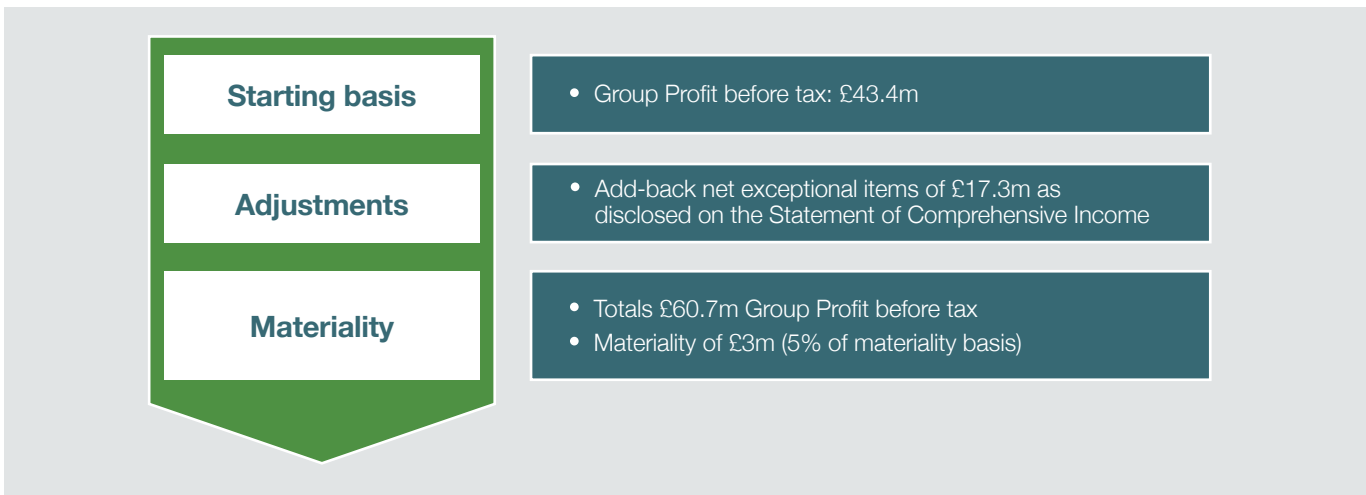 Starting basis
• Group Profit before tax: £43.4m
Adjustments
• Add-back net exceptional items of £17.3m as
disclosed on the Statement of Comprehensive Income
Materiality
• Totals £60.7m Group Profit before tax
• Materiality of £3m (5% of materiality basis)